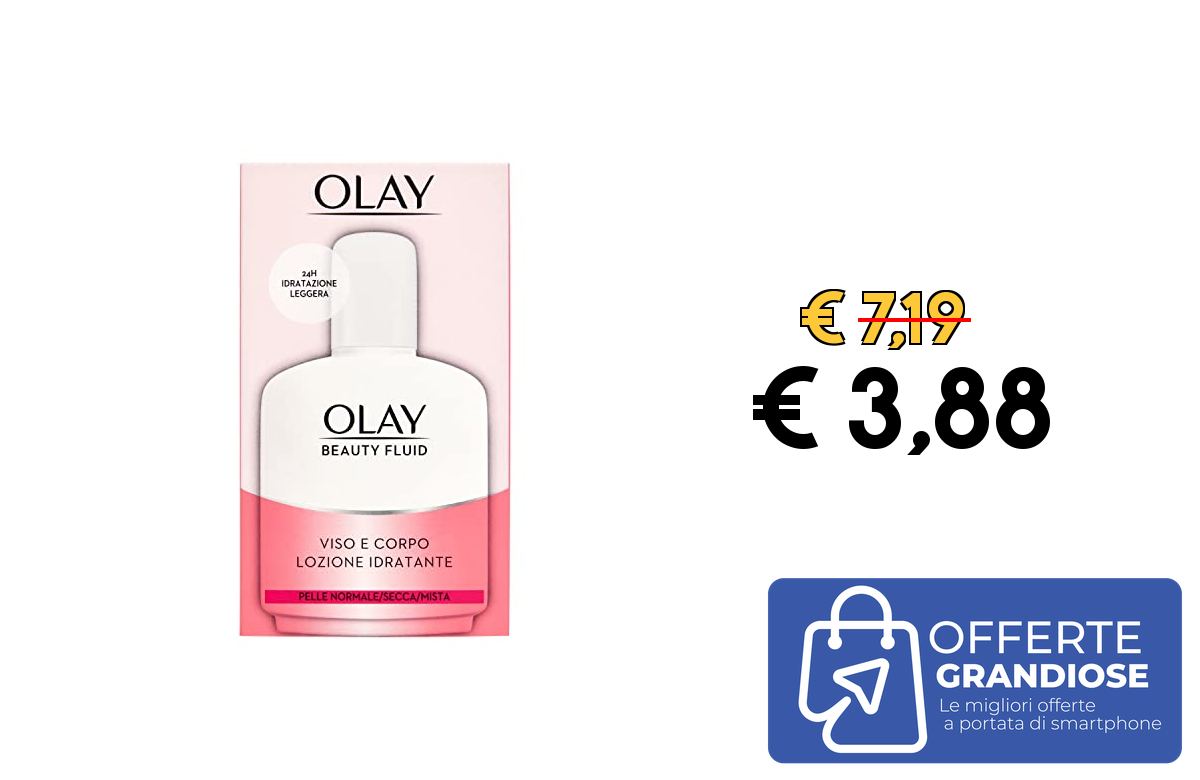 OLAY
24H
IDRATAZIONE
LEGGERA
OLAY
BEAUTY FLUID
VISO E CORPO
LOZIONE IDRATANTE
PELLE NORMALE/SECCA/MISTA
€ 7,19
€ 3,88
OFFERTE
GRANDIOSE
Le migliori offerte
a portata di smartphone